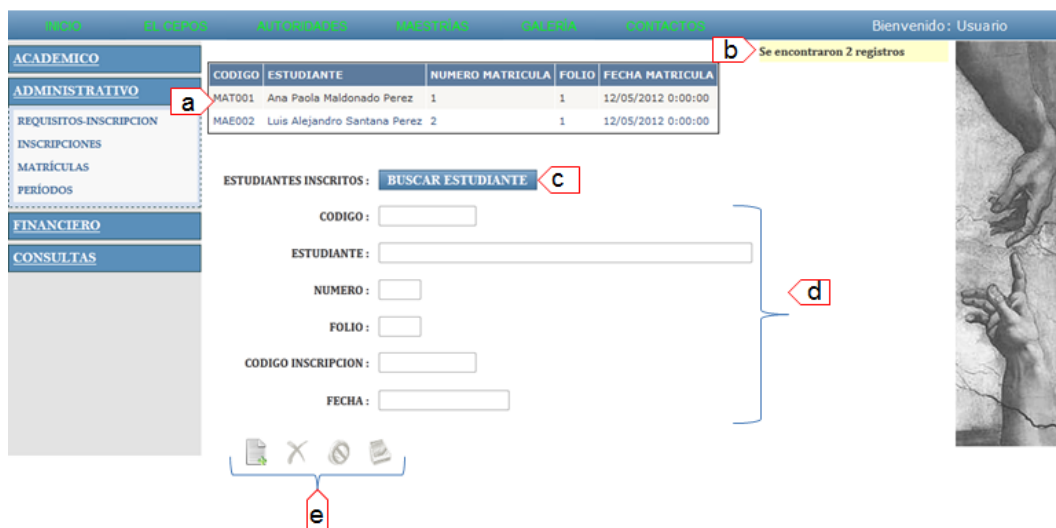 INICIO EL CEPOS AUTORIDADES MAESTRÍAS GALERÍA CONTACTOS Bienvenido: Usuario
ACADEMICO
ADMINISTRATIVO
REQUISITOS-INSCRIPCION
INSCRIPCIONES
MATRÍCULAS
PERÍODOS
FINANCIERO
CONSULTAS
b Se encontraron 2 registros
CODIGO ESTUDIANTE NUMERO MATRICULA FOLIO FECHA MATRICULA
a MAT001 Ana Paola Maldonado Perez 1 1 12/05/2012 0:00:00
MAE002 Luis Alejandro Santana Perez 2 1 12/05/2012 0:00:00
ESTUDIANTES INSCRITOS : BUSCAR ESTUDIANTE c
CODIGO :
ESTUDIANTE :
NUMERO :
d
FOLIO :
CODIGO INSCRIPCION :
FECHA :
e